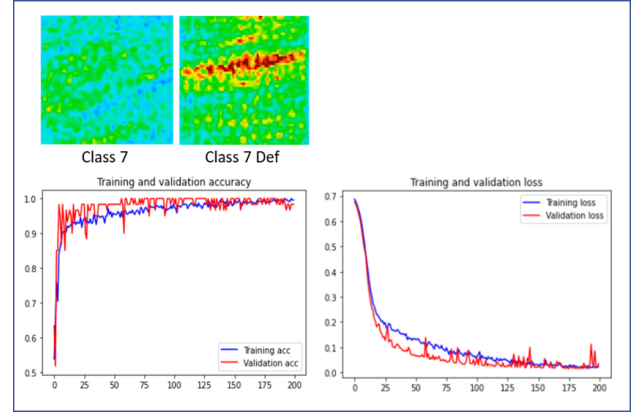 Class 7
Class 7 Def
Training and validation accuracy
1.0
0.9
0.8
0.7
0.6
0.5
Training acc
Validation acc
0 25 50 75 100 125 150 175 200
Training and validation loss
0.7
0.6
0.5
0.4
0.3
0.2
0.1
0.0
Training loss
Validation loss
0 25 50 75 100 125 150 175 200